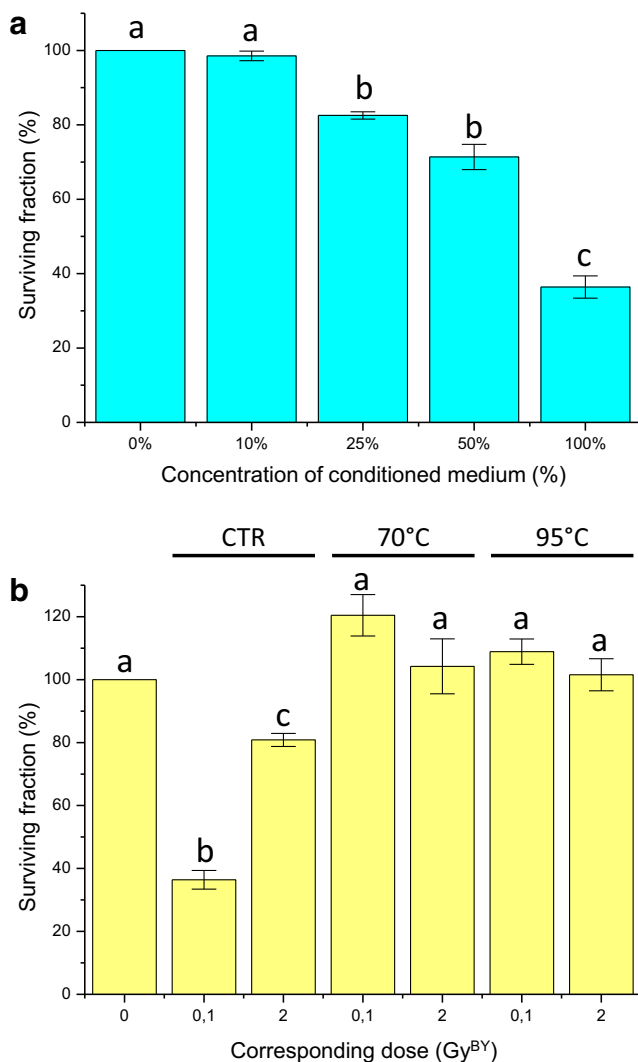 a
Surviving fraction (%)
100
80
60
40
20
0
a
a
b
b
c
0%
10%
25%
50%
100%
Concentration of conditioned medium (%)
CTR
70°C
95°C
b
Surviving fraction (%)
120
100
80
60
40
20
0
a
b
c
a
a
a
a
0
0,1
2
0,1
2
0,1
2
Corresponding dose (Gy^BY)